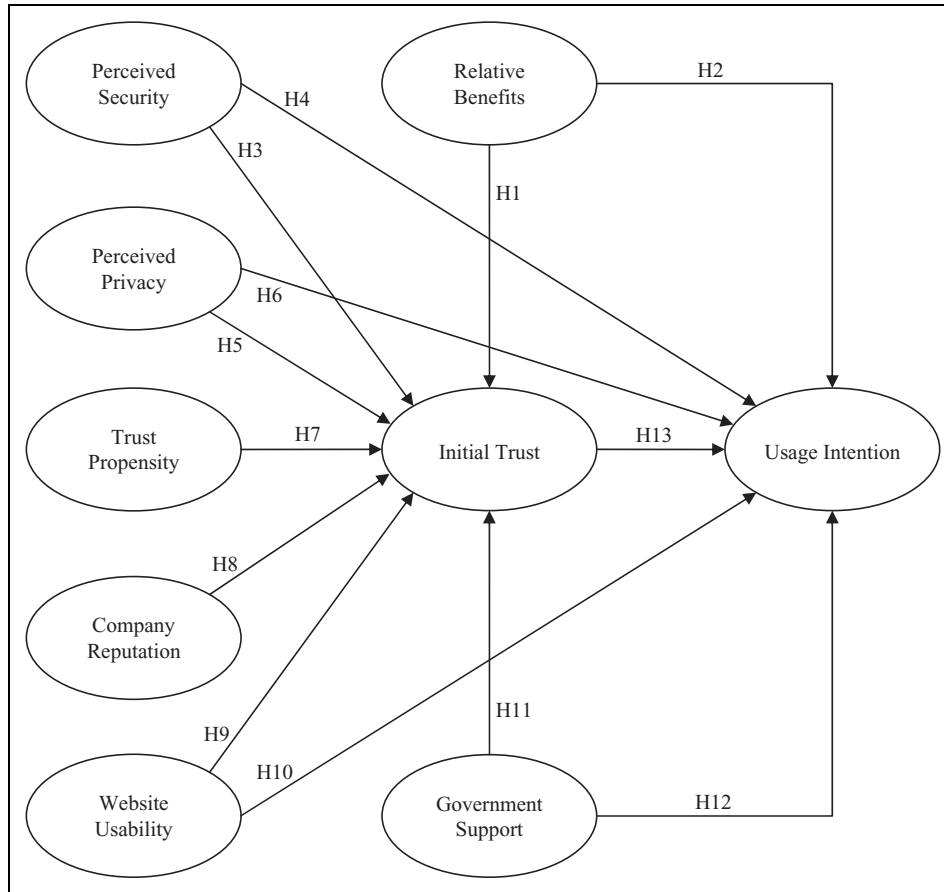 Perceived
Security
Relative
Benefits
H2
H4
H3
H1
Perceived
Privacy
H6
H5
Trust
Propensity
H7
Initial Trust
H13
Usage Intention
H8
Company
Reputation
H9
H11
H10
Website
Usability
Government
Support
H12